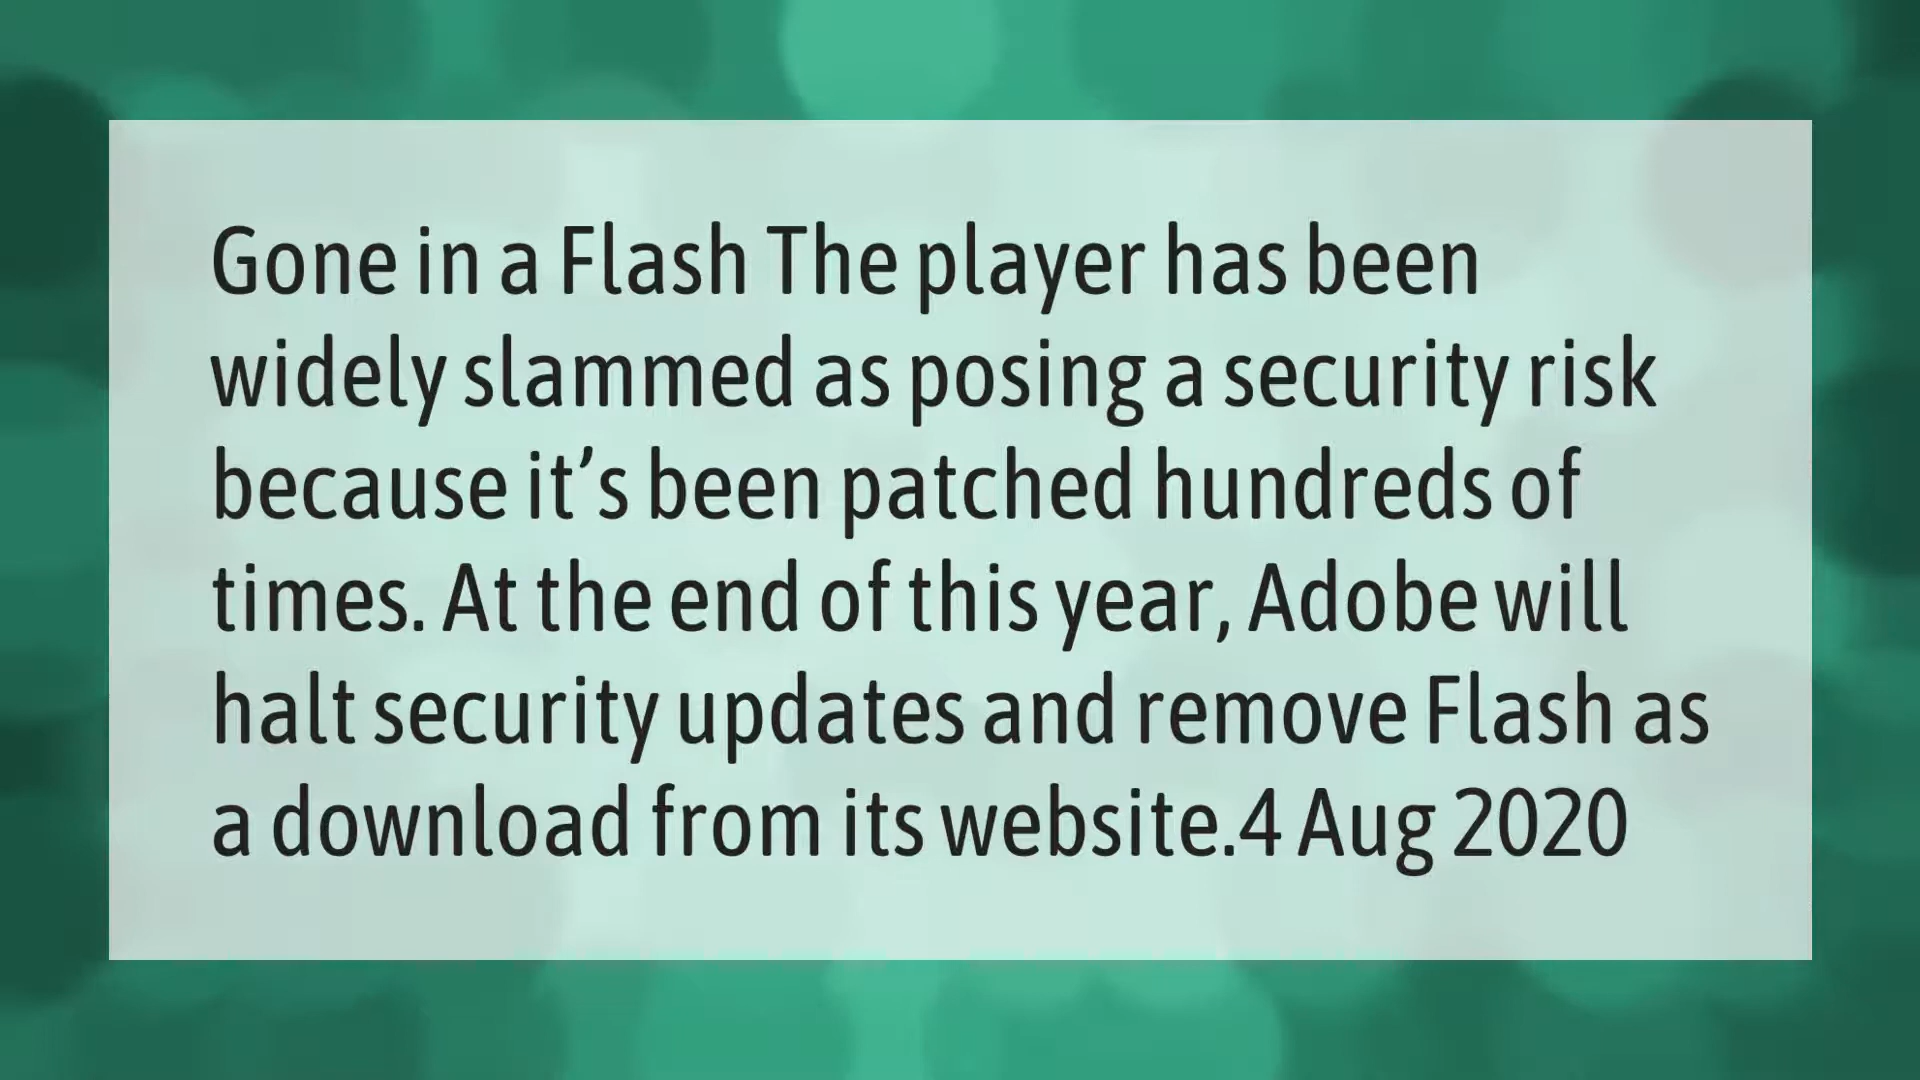 Gone in a Flash The player has been
widely slammed as posing a security risk
because it’s been patched hundreds of
times. At the end of this year, Adobe will
halt security updates and remove Flash as
a download from its website.4 Aug 2020